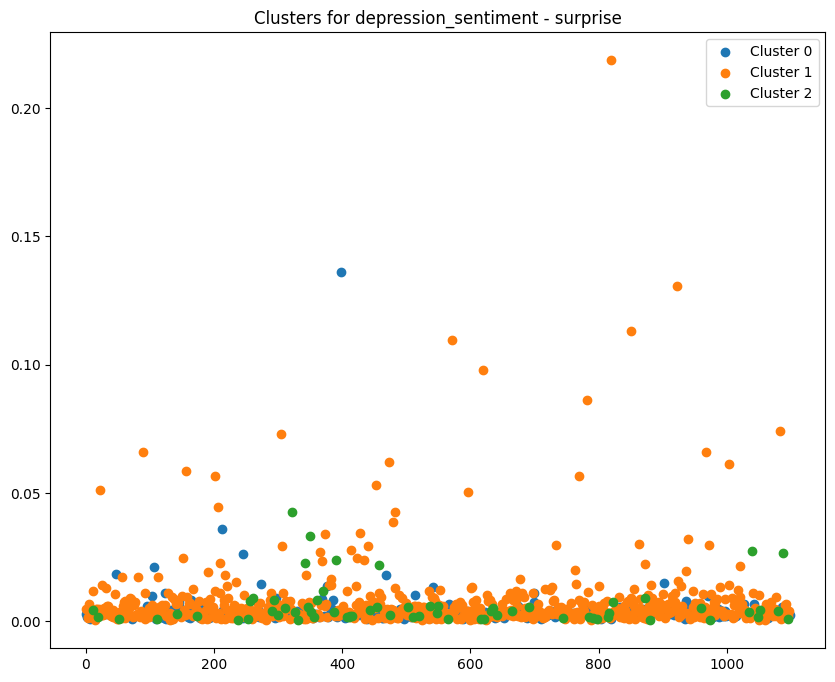 Clusters for depression_sentiment - surprise
Cluster 0
Cluster 1
Cluster 2
0.20
0.15
0.10
0.05
0.00
0 200 400 600 800 1000